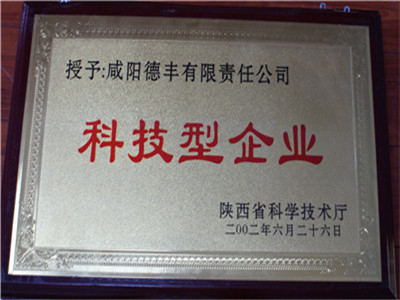 授予:咸阳德丰有限责任公司
科技型企业
陕西省科学技术厅
二00二年六月二十六日